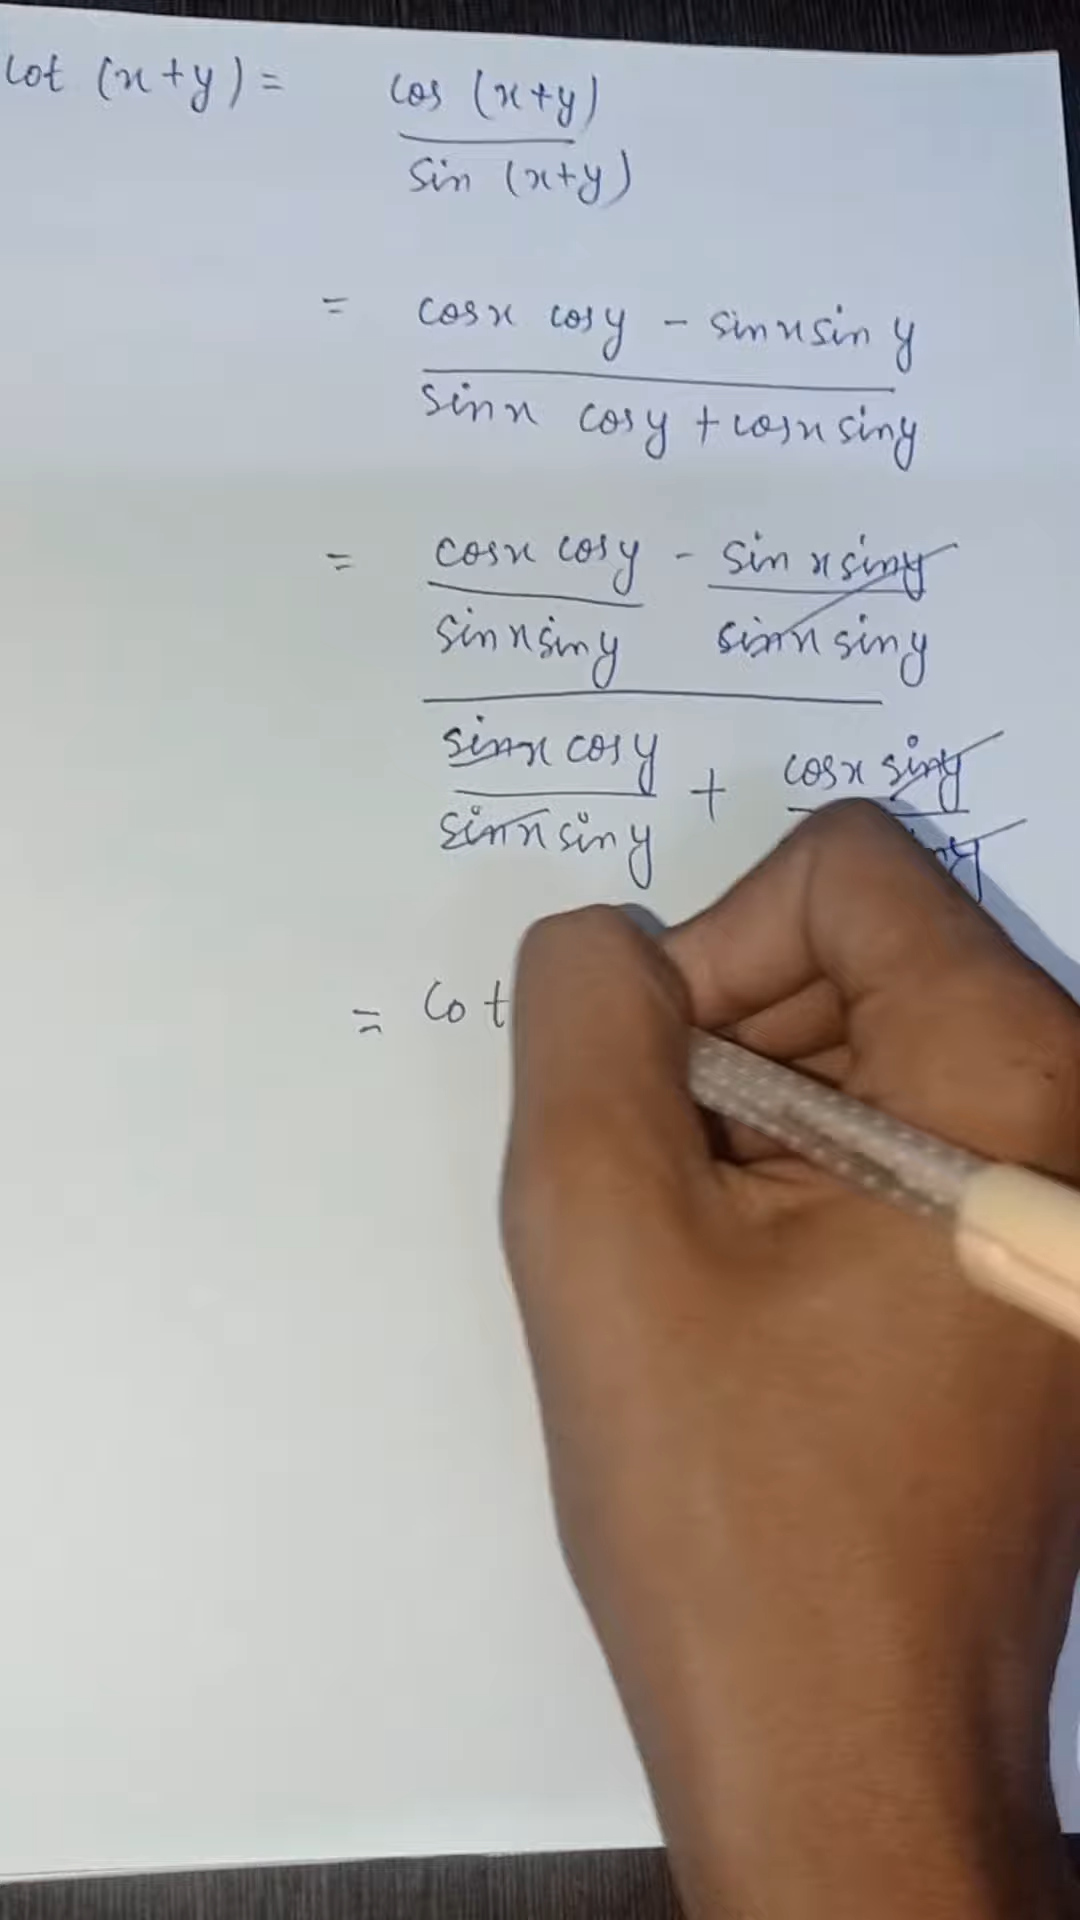 cot (x+y) = cos (x+y)
sin (x+y)
= cosx cosy - sinx sin y
sinx cosy + cosx siny
= cosx cosy - sin x siny
sinx siny sinx siny
sinx cosy + cosx siny
sinx siny
= Cot